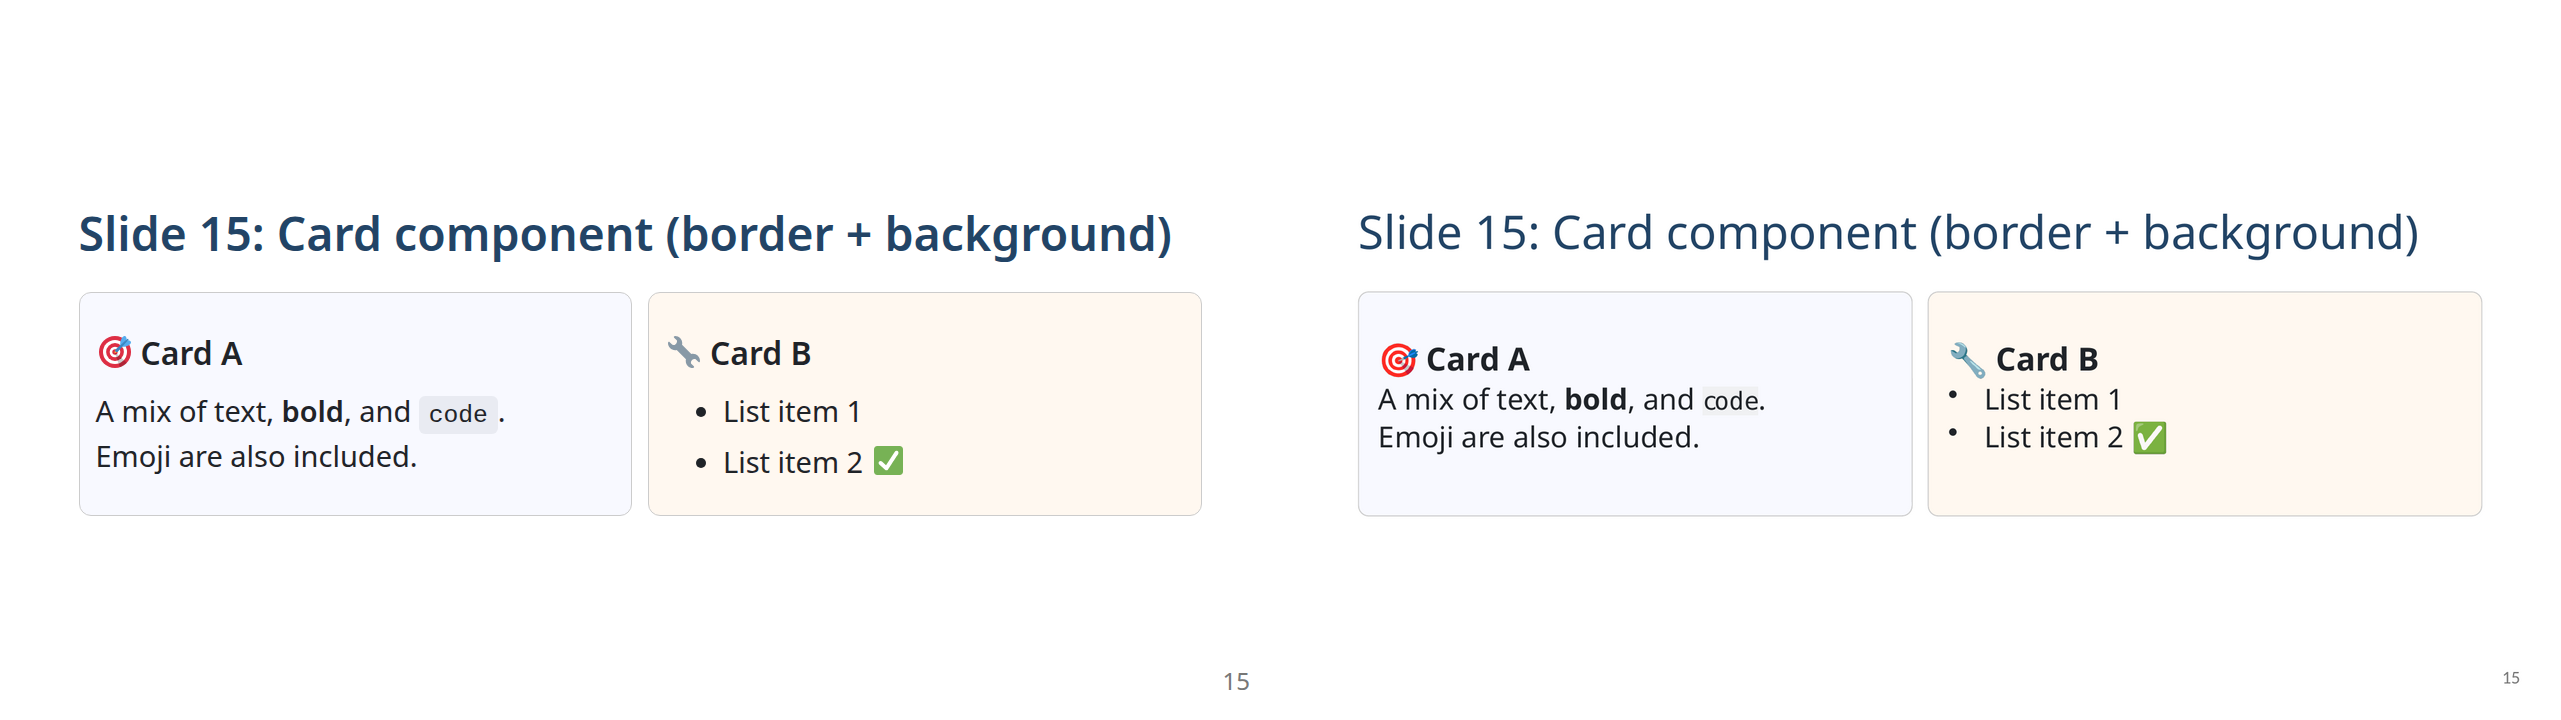 Slide 15: Card component (border + background)
🎯 Card A
A mix of text, bold, and code.
Emoji are also included.
🔧 Card B
• List item 1
• List item 2 ✅
15
Slide 15: Card component (border + background)
🎯 Card A
A mix of text, bold, and code.
Emoji are also included.
🔧 Card B
• List item 1
• List item 2 ✅
15